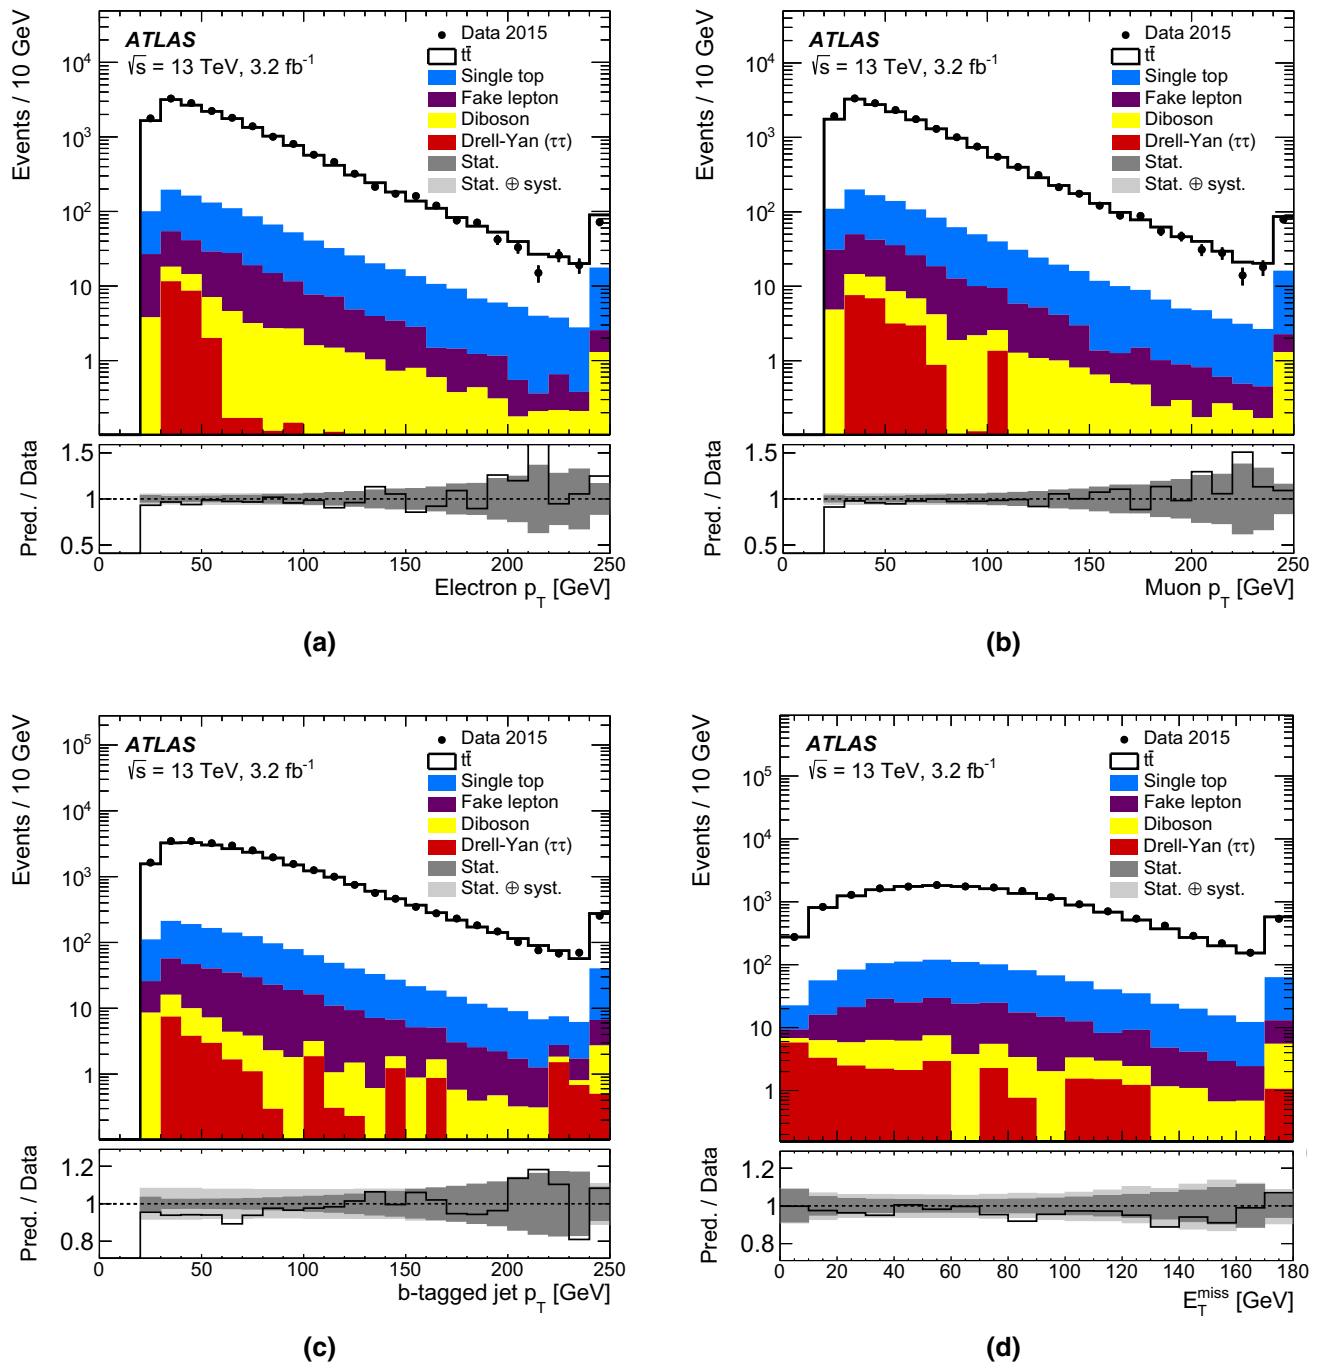 ATLAS
√s = 13 TeV, 3.2 fb⁻¹
Data 2015
tt̄
Single top
Fake lepton
Diboson
Drell-Yan (ττ)
Stat.
Stat. ⊕ syst.
Events / 10 GeV
10⁴
10³
10²
10
1
Pred. / Data
1.5
1
0.5
0 50 100 150 200 250
Electron p_T [GeV]
(a)
ATLAS
√s = 13 TeV, 3.2 fb⁻¹
Data 2015
tt̄
Single top
Fake lepton
Diboson
Drell-Yan (ττ)
Stat.
Stat. ⊕ syst.
Events / 10 GeV
10⁴
10³
10²
10
1
Pred. / Data
1.5
1
0.5
0 50 100 150 200 250
Muon p_T [GeV]
(b)
ATLAS
√s = 13 TeV, 3.2 fb⁻¹
Data 2015
tt̄
Single top
Fake lepton
Diboson
Drell-Yan (ττ)
Stat.
Stat. ⊕ syst.
Events / 10 GeV
10⁵
10⁴
10³
10²
10
1
Pred. / Data
1.2
1
0.8
0 50 100 150 200 250
b-tagged jet p_T [GeV]
(c)
ATLAS
√s = 13 TeV, 3.2 fb⁻¹
Data 2015
tt̄
Single top
Fake lepton
Diboson
Drell-Yan (ττ)
Stat.
Stat. ⊕ syst.
Events / 10 GeV
10⁵
10⁴
10³
10²
10
1
Pred. / Data
1.2
1
0.8
0 20 40 60 80 100 120 140 160 180
E_T^miss [GeV]
(d)